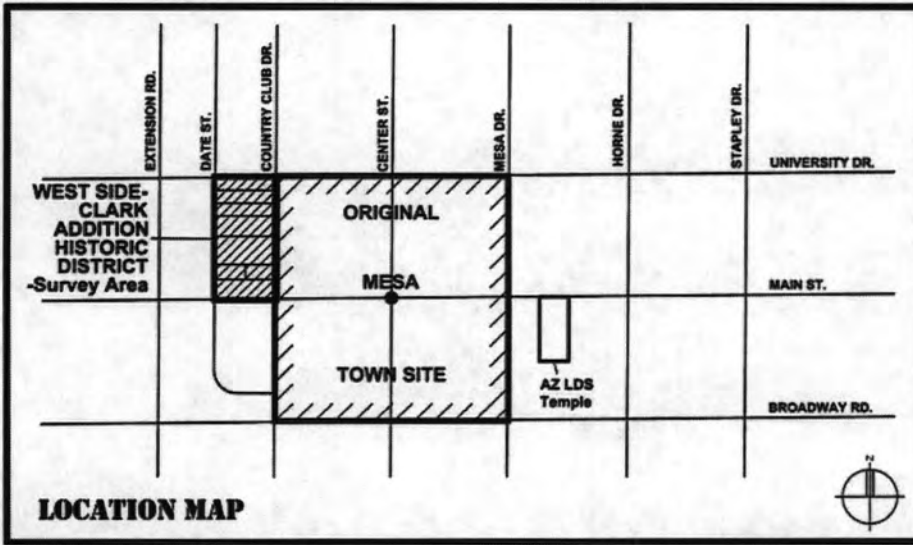 EXTENSION RD.
DATE ST.
COUNTRY CLUB DR.
CENTER ST.
MESA DR.
HORNE DR.
STAPLEY DR.
UNIVERSITY DR.
WEST SIDE-
CLARK
ADDITION
HISTORIC
DISTRICT
-Survey Area
ORIGINAL
MESA
MAIN ST.
TOWN SITE
AZ LDS
Temple
BROADWAY RD.
N
LOCATION MAP